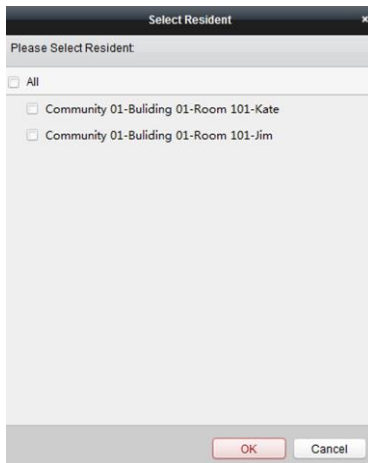 Select Resident
Please Select Resident:
All
Community 01-Buliding 01-Room 101-Kate
Community 01-Buliding 01-Room 101-Jim
OK Cancel